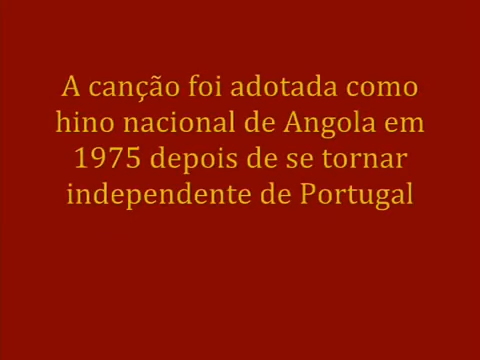 A canção foi adotada como
hino nacional de Angola em
1975 depois de se tornar
independente de Portugal